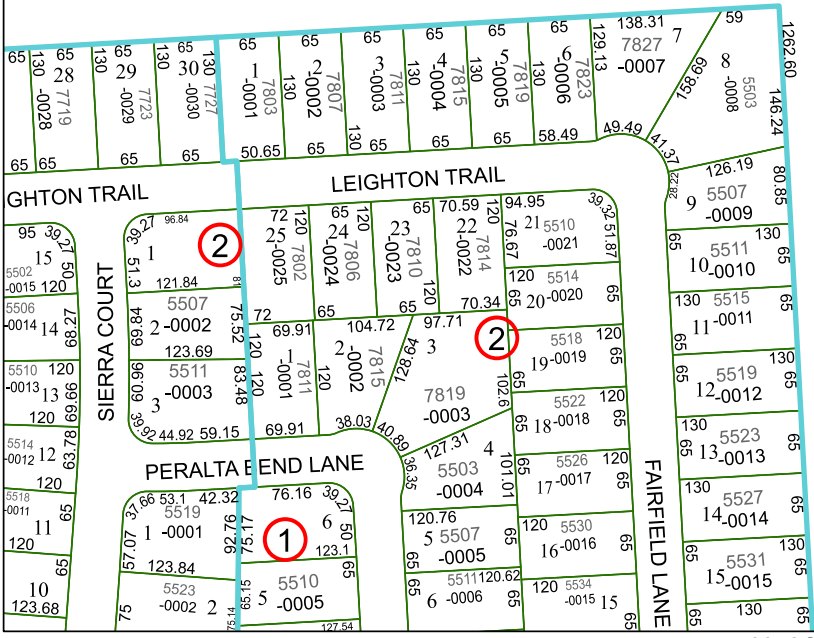 65 65 65 65 65 65 65 65 65 138.31 59
130 28 7719 -0028
130 29 7723 -0029
130 30 7727 -0030 130
1 7803 -0001 130
2 7807 -0002
3 7811 -0003 130
4 7815 -0004 130
5 7819 -0005 130
6 7823 -0006 130
129.13 7827 7 -0007
158.69 8 5503 -0008
1262.60
146.24
65 65 65 65 50.65 65 65 65 58.49 49.49 41.37
28.22 126.19 80.85
9 5507 -0009
GHTON TRAIL
LEIGHTON TRAIL
95 39.27
15 50
5502
-0015 120
5506
-0014 14 68.27
5510 120
-0013 13
120 69.66
5514
-0012 12 63.78
120
5518
-0011
11 65
120
10 65
123.68
SIERRA COURT
39.27 96.84
1 2
51.3 121.84 81
5507
2 -0002
69.84 75.52
123.69
5511
-0003
3
60.96 83.48
39.92 44.92 59.15
72 120 65 120 70.59 120 94.95 39.32
25 7802 -0025
24 7806 -0024
23 7810 -0023
22 7814 -0022
72 65 65 120 70.34
76.67 21 5510 -0021 51.87
120 5514
65 20 -0020 65
5518 120
19 -0019
65 65
5522 120
18 -0018
65
5526 120
65 17 -0017 65
120 5530
16 -0016 65
120 5534
-0015 15
65 65
69.91 104.72 97.71 2
120 120 1 7811 -0001
120 2 7815 -0002
128.64 3
7819
-0003
102.6
69.91 38.03 40.89
36.35 127.31 4
5503
-0004 101.01
120.76
5 5507
-0005
65 65
5511 120.62
6 -0006
65 65
PERALTA BEND LANE
37.66 53.1 42.32
5519
1 -0001
57.07 92.76
123.84
5523
-0002 2
75 75.14
76.16 39.27
75.17 6 50
1 123.1
65.15 5510 65
5 -0005
127.54
FAIRFIELD LANE
65 130
5511
10 -0010 65
130 5515
11 -0011
65 65
130
5519
12 -0012
65 65
130
5523
13 -0013 65
130
5527
14 -0014
65
65 130
5531
15 -0015 65
65 130 65